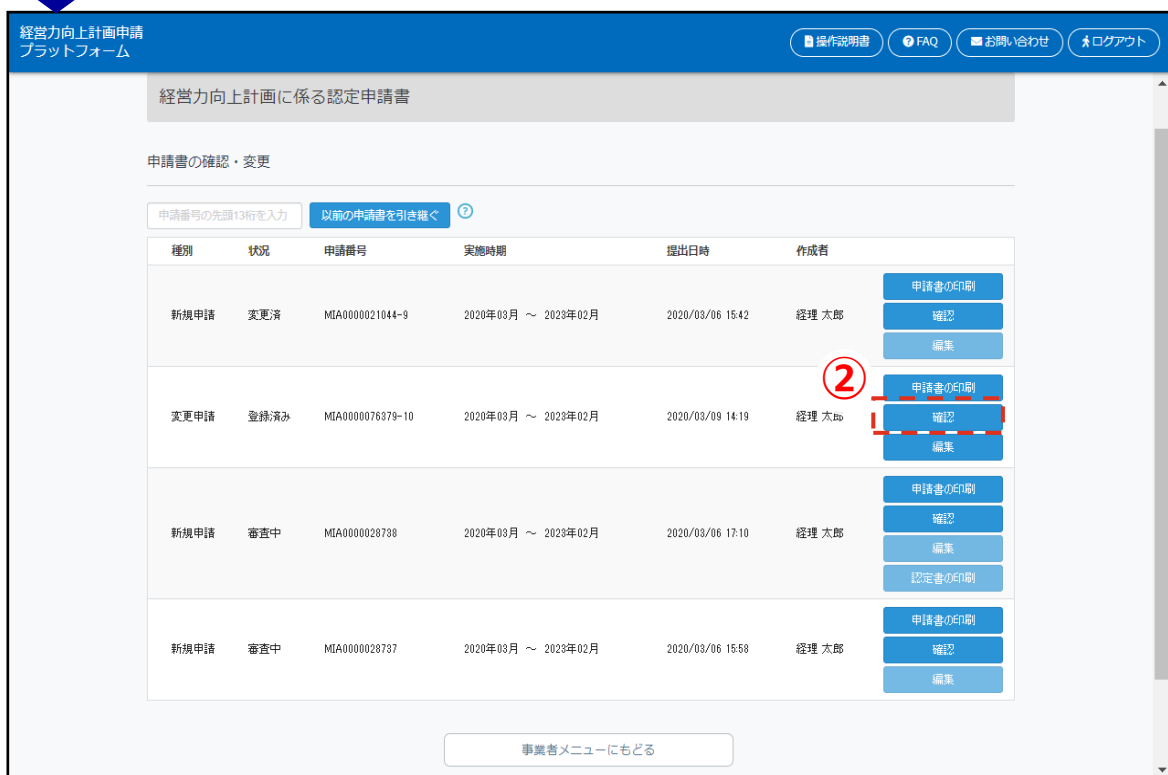 経営力向上計画申請
プラットフォーム
操作説明書 FAQ お問い合わせ ログアウト
経営力向上計画に係る認定申請書
申請書の確認・変更
申請番号の先頭13桁を入力 以前の申請書を引き継ぐ ?
種別 状況 申請番号 実施時期 提出日時 作成者
申請書の印刷
新規申請 変更済 MIA0000021044-9 2020年03月 ～ 2023年02月 2020/03/06 15:42 経理 太郎 確認
編集
②
申請書の印刷
変更申請 登録済み MIA0000076379-10 2020年03月 ～ 2023年02月 2020/03/09 14:19 経理 太郎 確認
編集
申請書の印刷
確認
新規申請 審査中 MIA0000028738 2020年03月 ～ 2023年02月 2020/03/06 17:10 経理 太郎
編集
認定書の印刷
申請書の印刷
新規申請 審査中 MIA0000028737 2020年03月 ～ 2023年02月 2020/03/06 15:58 経理 太郎 確認
編集
事業者メニューにもどる